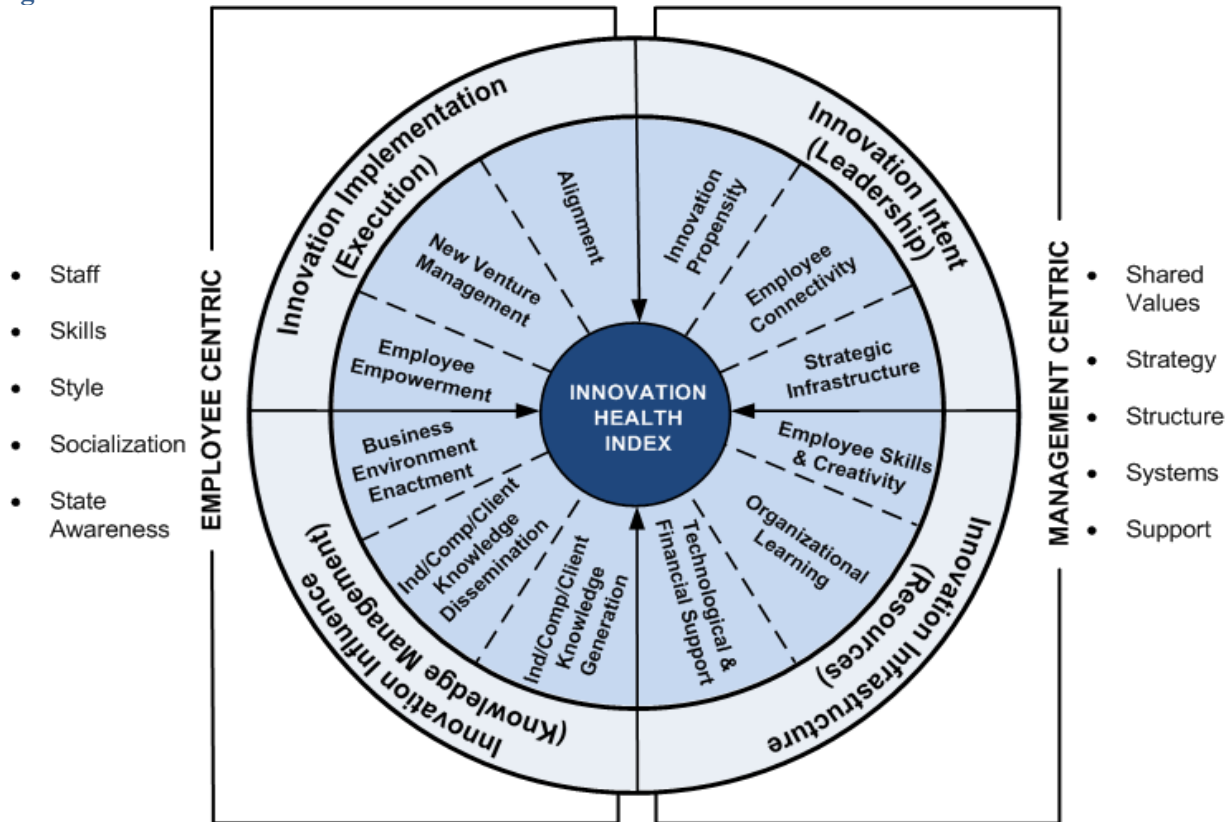 g
Innovation Implementation
(Execution)
Innovation Intent
(Leadership)
Innovation Influence
(Knowledge Management)
Innovation Infrastructure
(Resources)
Alignment
New Venture
Management
Employee
Empowerment
Business
Environment
Enactment
Ind/Comp/Client
Knowledge
Dissemination
Ind/Comp/Client
Knowledge
Generation
Innovation
Propensity
Employee
Connectivity
Strategic
Infrastructure
Employee Skills
& Creativity
Organizational
Learning
Technological &
Financial Support
INNOVATION
HEALTH
INDEX
EMPLOYEE CENTRIC
• Staff
• Skills
• Style
• Socialization
• State
Awareness
MANAGEMENT CENTRIC
• Shared
Values
• Strategy
• Structure
• Systems
• Support